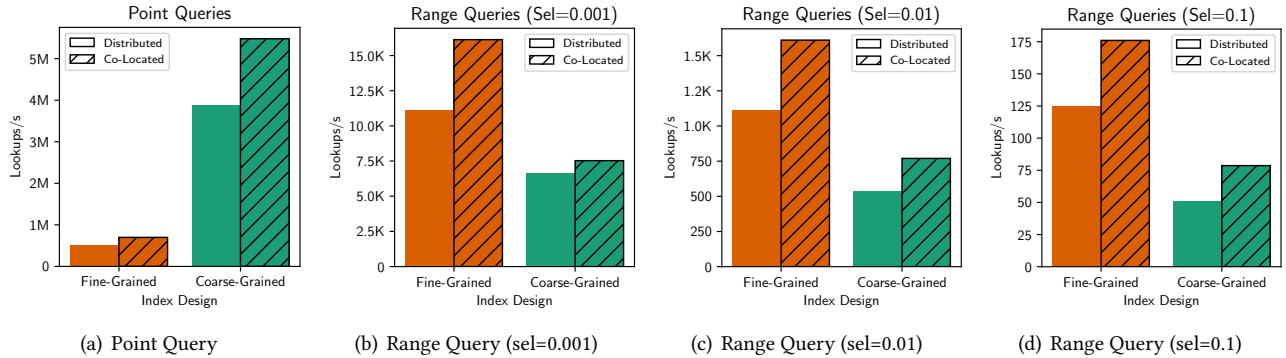 Point Queries
Lookups/s
5M
4M
3M
2M
1M
0
Distributed
Co-Located
Fine-Grained
Coarse-Grained
Index Design
(a) Point Query
Range Queries (Sel=0.001)
Lookups/s
15.0K
12.5K
10.0K
7.5K
5.0K
2.5K
0
Distributed
Co-Located
Fine-Grained
Coarse-Grained
Index Design
(b) Range Query (sel=0.001)
Range Queries (Sel=0.01)
Lookups/s
1.5K
1.2K
1.0K
750
500
250
0
Distributed
Co-Located
Fine-Grained
Coarse-Grained
Index Design
(c) Range Query (sel=0.01)
Range Queries (Sel=0.1)
Lookups/s
175
150
125
100
75
50
25
0
Distributed
Co-Located
Fine-Grained
Coarse-Grained
Index Design
(d) Range Query (sel=0.1)